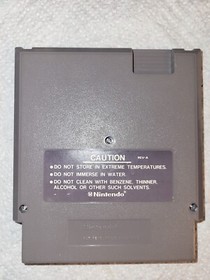 CAUTION
• DO NOT STORE IN EXTREME TEMPERATURES.
• DO NOT IMMERSE IN WATER.
• DO NOT CLEAN WITH BENZENE, THINNER,
ALCOHOL OR OTHER SUCH SOLVENTS.
Nintendo®